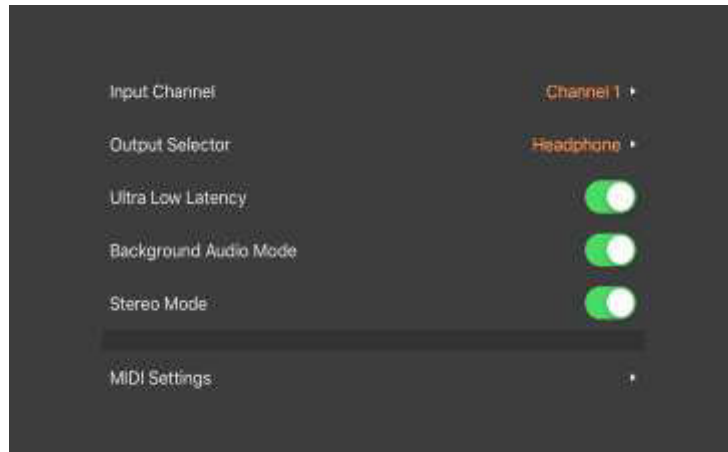 Input Channel Channel 1
Output Selector Headphone
Ultra Low Latency
Background Audio Mode
Stereo Mode
MIDI Settings